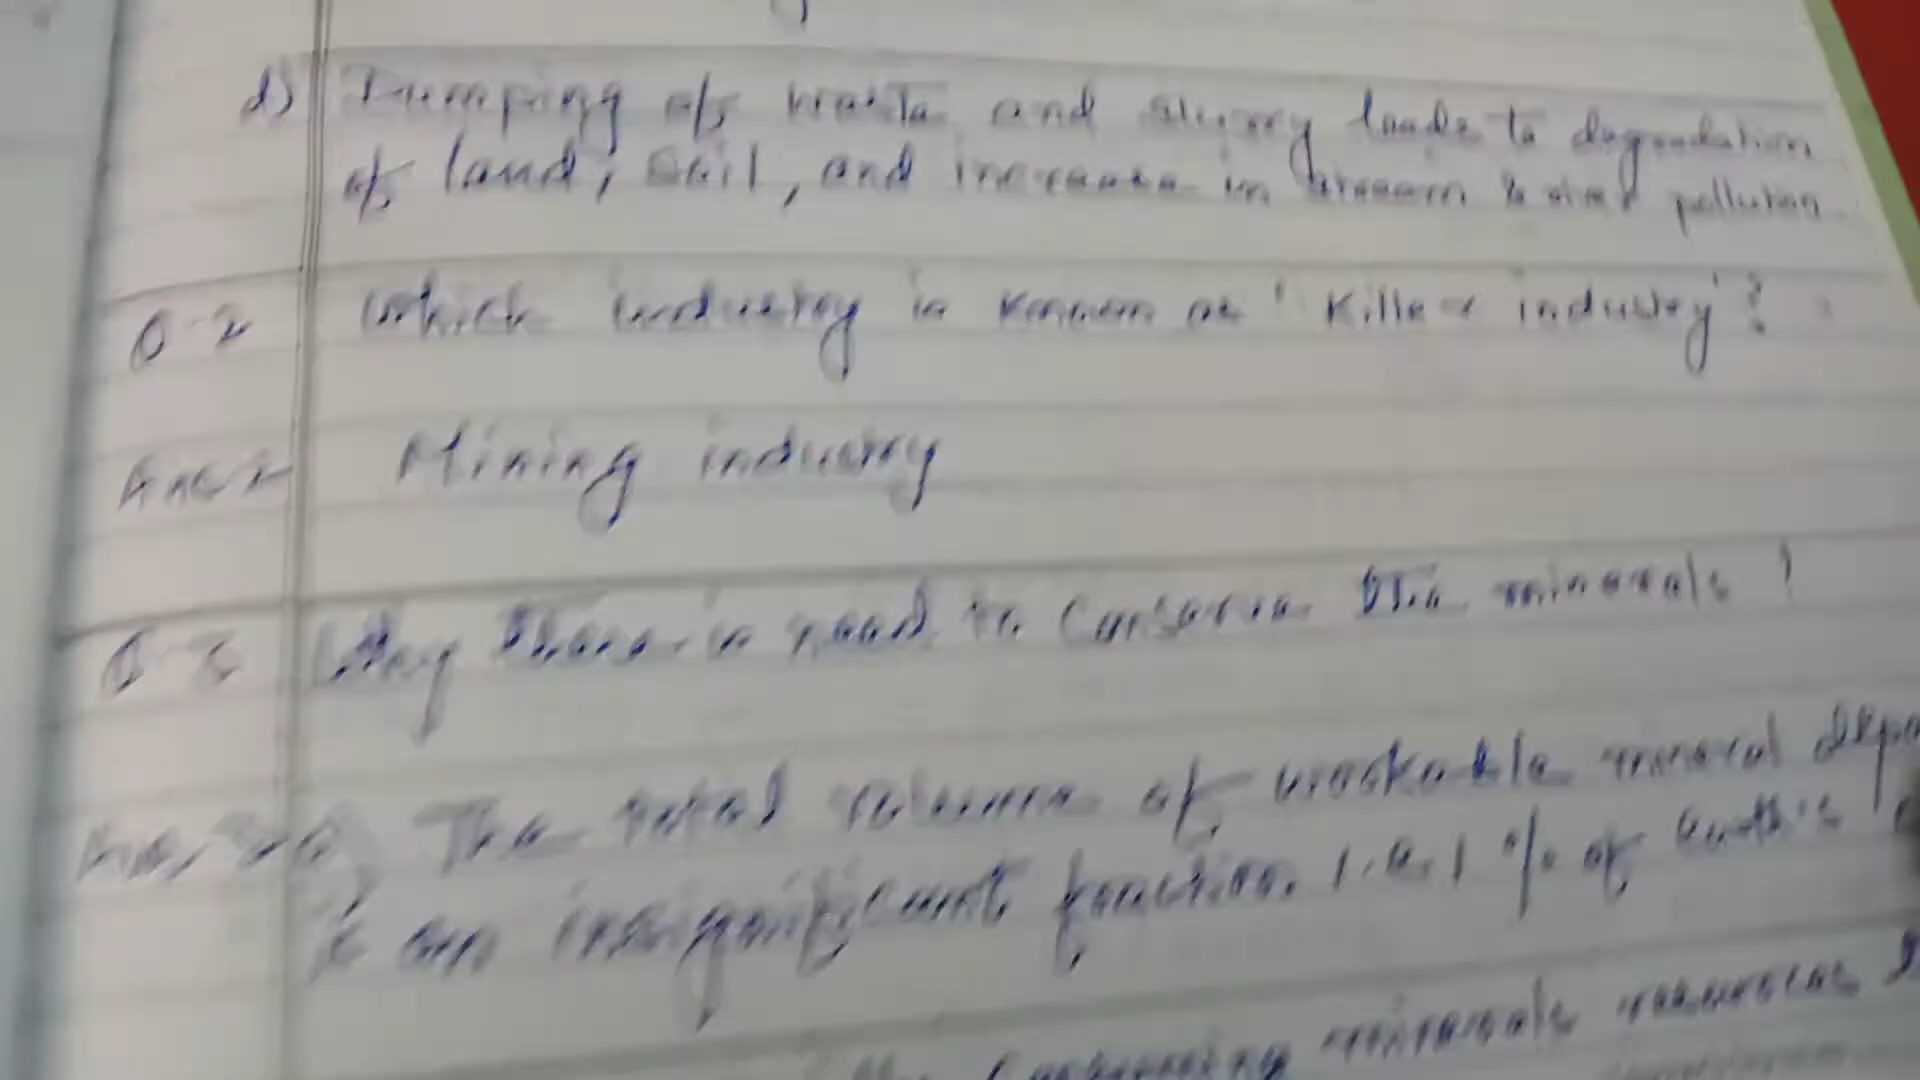 d) Dumping of waste and slurry leads to degradation
of land, soil, and increase in stream & river pollution
Q-2 Which industry is known as 'Killer industry'?
Ans 2 Mining industry
Q-3 Why there is need to conserve the minerals?
The total volume of workable mineral
is an insignificant fraction i.e. 1 % of earth's
minerals